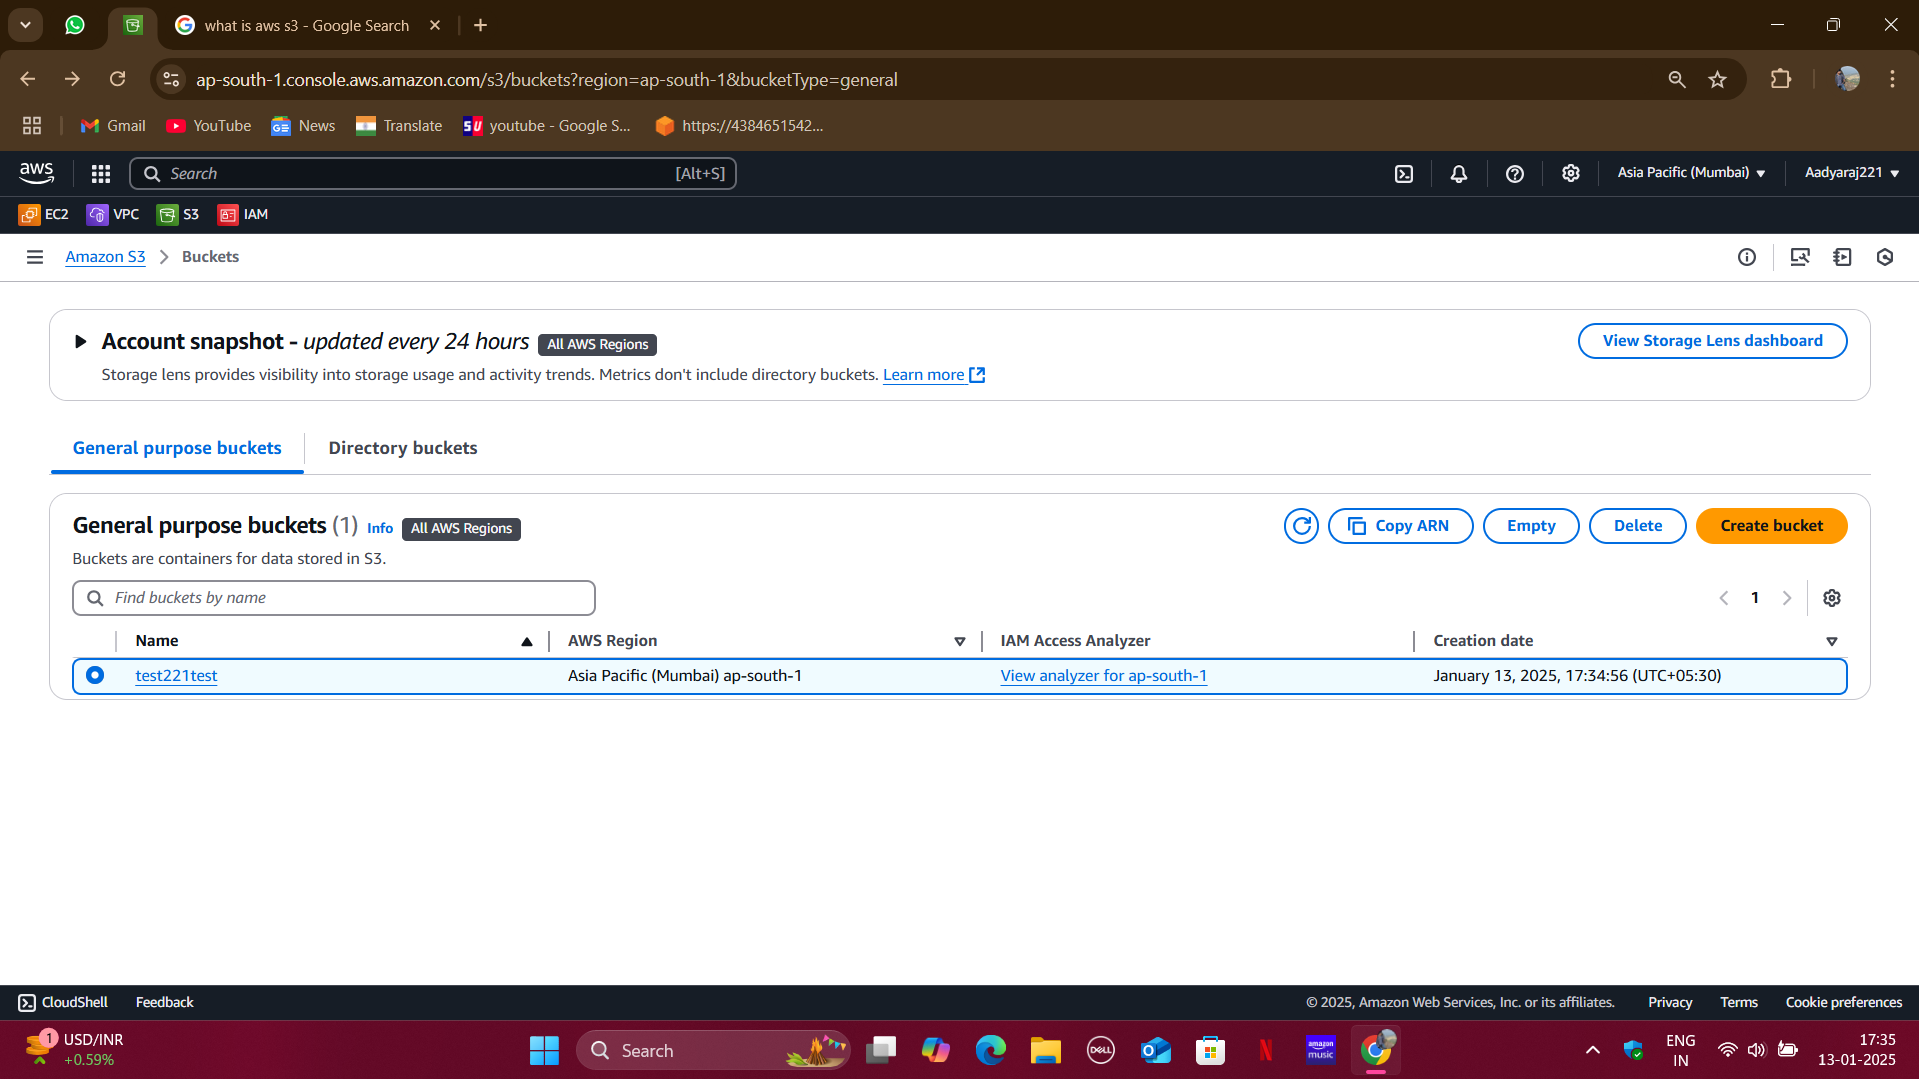 what is aws s3 - Google Search
ap-south-1.console.aws.amazon.com/s3/buckets?region=ap-south-1&bucketType=general
Gmail YouTube News Translate SU youtube - Google S... https://4384651542...
aws Search [Alt+S] Asia Pacific (Mumbai) Aadyaraj221
EC2 VPC S3 IAM
Amazon S3 Buckets
Account snapshot - updated every 24 hours All AWS Regions View Storage Lens dashboard
Storage lens provides visibility into storage usage and activity trends. Metrics don't include directory buckets. Learn more
General purpose buckets Directory buckets
General purpose buckets (1) Info All AWS Regions Copy ARN Empty Delete Create bucket
Buckets are containers for data stored in S3.
Find buckets by name 1
Name AWS Region IAM Access Analyzer Creation date
test221test Asia Pacific (Mumbai) ap-south-1 View analyzer for ap-south-1 January 13, 2025, 17:34:56 (UTC+05:30)
CloudShell Feedback © 2025, Amazon Web Services, Inc. or its affiliates. Privacy Terms Cookie preferences
1 USD/INR
+0.59%
Search
DELL
N
amazon music
ENG
IN
17:35
13-01-2025